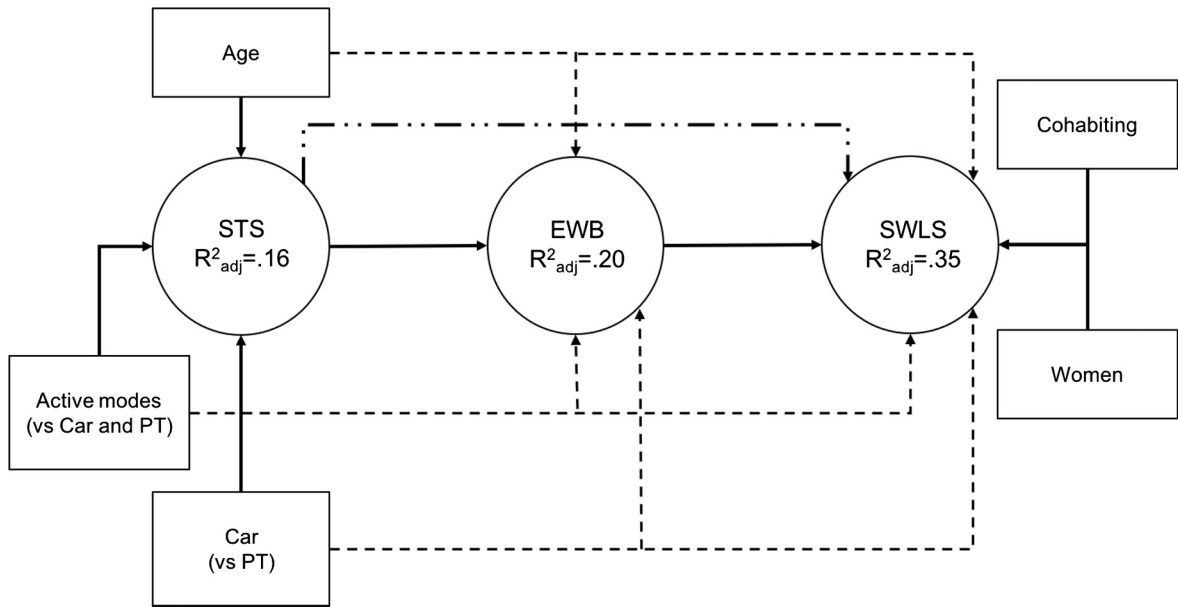 Age
Cohabiting
STS
R²adj=.16
EWB
R²adj=.20
SWLS
R²adj=.35
Active modes
(vs Car and PT)
Women
Car
(vs PT)